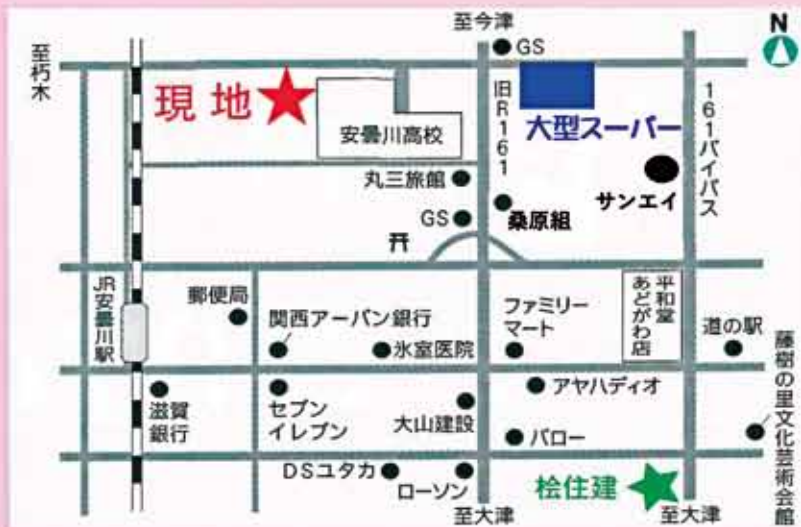 至今津
N
GS
至朽木
現地
旧R161
大型スーパー
161バイパス
安曇川高校
丸三旅館
サンエイ
GS
桑原組
JR安曇川駅
郵便局
関西アーバン銀行
氷室医院
ファミリー
マート
平和堂
あどがわ店
道の駅
滋賀
銀行
セブン
イレブン
大山建設
アヤハディオ
バロー
藤樹の里文化芸術会館
DSユタカ
ローソン
桧住建
至大津
至大津